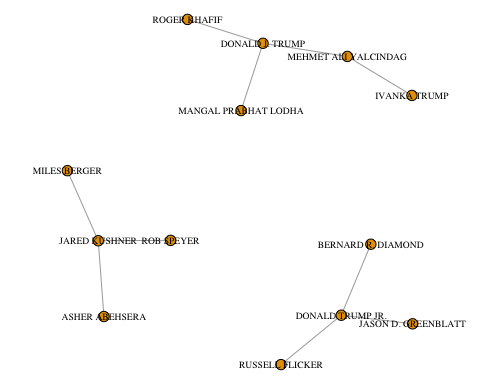 ROGER KHAFIF
DONALD J. TRUMP
MEHMET ALI YALCINDAG
IVANKA TRUMP
MANGAL PRABHAT LODHA
MILES BERGER
JARED KUSHNER
ROB SPEYER
BERNARD R. DIAMOND
ASHER ABEHSERA
DONALD TRUMP JR.
JASON D. GREENBLATT
RUSSELL FLICKER